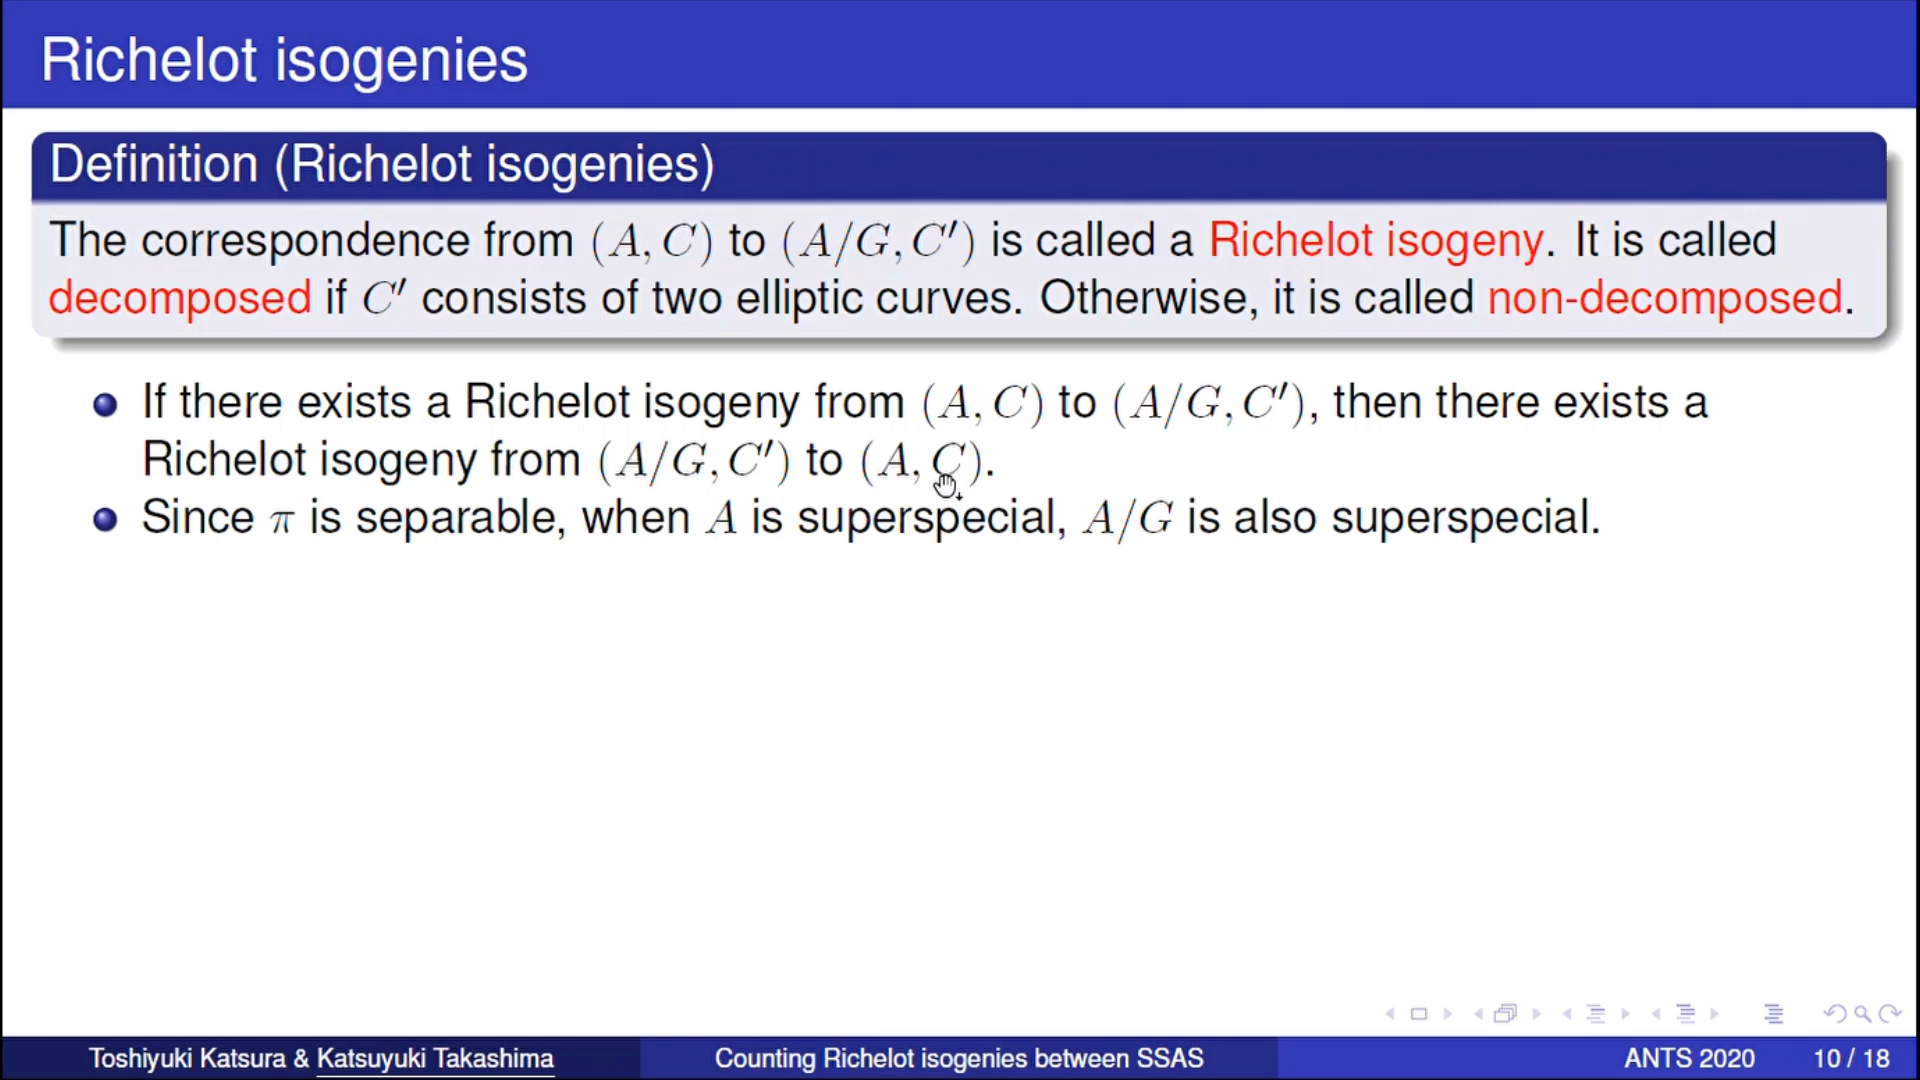 Richelot isogenies
Definition (Richelot isogenies)
The correspondence from (A, C) to (A/G, C′) is called a Richelot isogeny. It is called
decomposed if C′ consists of two elliptic curves. Otherwise, it is called non-decomposed.
If there exists a Richelot isogeny from (A, C) to (A/G, C′), then there exists a
Richelot isogeny from (A/G, C′) to (A, C).
Since π is separable, when A is superspecial, A/G is also superspecial.
Toshiyuki Katsura & Katsuyuki Takashima
Counting Richelot isogenies between SSAS
ANTS 2020
10 / 18